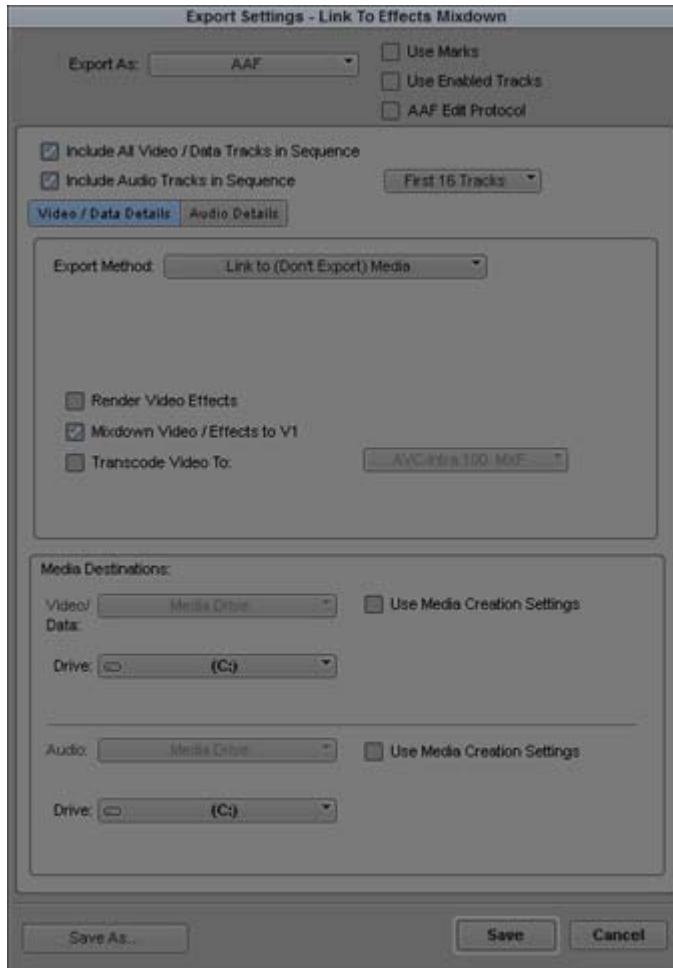 Export Settings - Link To Effects Mixdown
Export As: AAF
Use Marks
Use Enabled Tracks
AAF Edit Protocol
Include All Video / Data Tracks in Sequence
Include Audio Tracks in Sequence First 16 Tracks
Video / Data Details Audio Details
Export Method: Link to (Don't Export) Media
Render Video Effects
Mixdown Video / Effects to V1
Transcode Video To: AVC-Intra 100 MXF
Media Destinations:
Video/ Data: Media Drive Use Media Creation Settings
Drive: (C:)
Audio: Media Drive Use Media Creation Settings
Drive: (C:)
Save As... Save Cancel